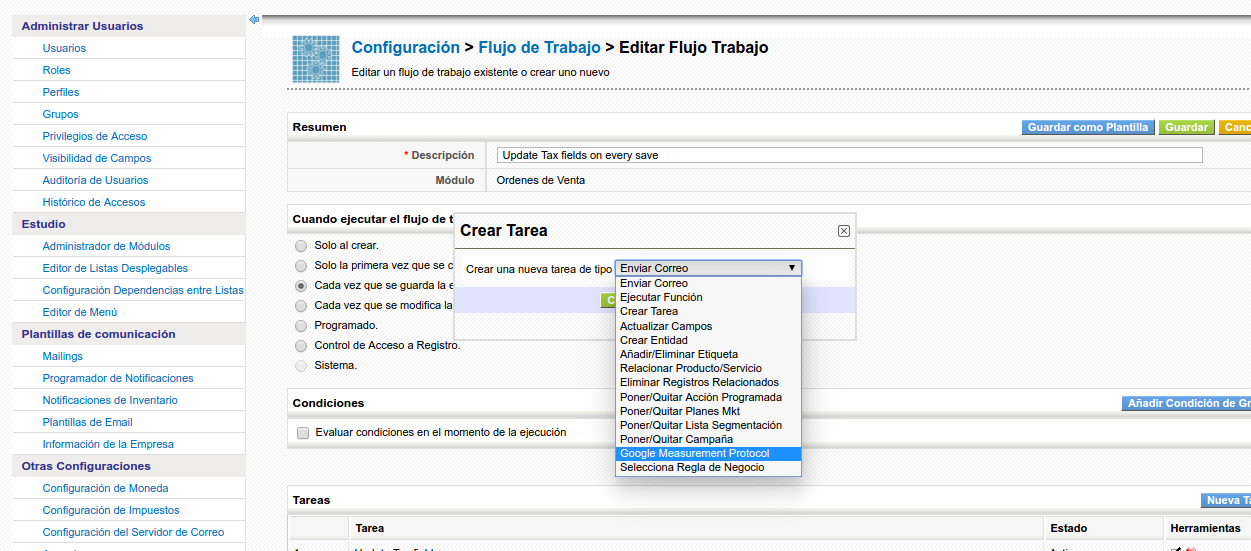 Administrar Usuarios
Usuarios
Roles
Perfiles
Grupos
Privilegios de Acceso
Visibilidad de Campos
Auditoría de Usuarios
Histórico de Accesos
Estudio
Administrador de Módulos
Editor de Listas Desplegables
Configuración Dependencias entre Listas
Editor de Menú
Plantillas de comunicación
Mailings
Programador de Notificaciones
Notificaciones de Inventario
Plantillas de Email
Información de la Empresa
Otras Configuraciones
Configuración de Moneda
Configuración de Impuestos
Configuración del Servidor de Correo
Configuración > Flujo de Trabajo > Editar Flujo Trabajo
Editar un flujo de trabajo existente o crear uno nuevo
Resumen
Guardar como Plantilla
Guardar
Canc
* Descripción
Update Tax fields on every save
Módulo
Ordenes de Venta
Cuando ejecutar el flujo de t
Solo al crear.
Solo la primera vez que se c
Cada vez que se guarda la e
Cada vez que se modifica la
Programado.
Control de Acceso a Registro.
Sistema.
Crear Tarea
Crear una nueva tarea de tipo
Enviar Correo
C
Enviar Correo
Ejecutar Función
Crear Tarea
Actualizar Campos
Crear Entidad
Añadir/Eliminar Etiqueta
Relacionar Producto/Servicio
Eliminar Registros Relacionados
Poner/Quitar Acción Programada
Poner/Quitar Planes Mkt
Poner/Quitar Lista Segmentación
Poner/Quitar Campaña
Google Measurement Protocol
Selecciona Regla de Negocio
Condiciones
Añadir Condición de Gr
Evaluar condiciones en el momento de la ejecución
Tareas
Nueva Ta
Tarea
Estado
Herramientas